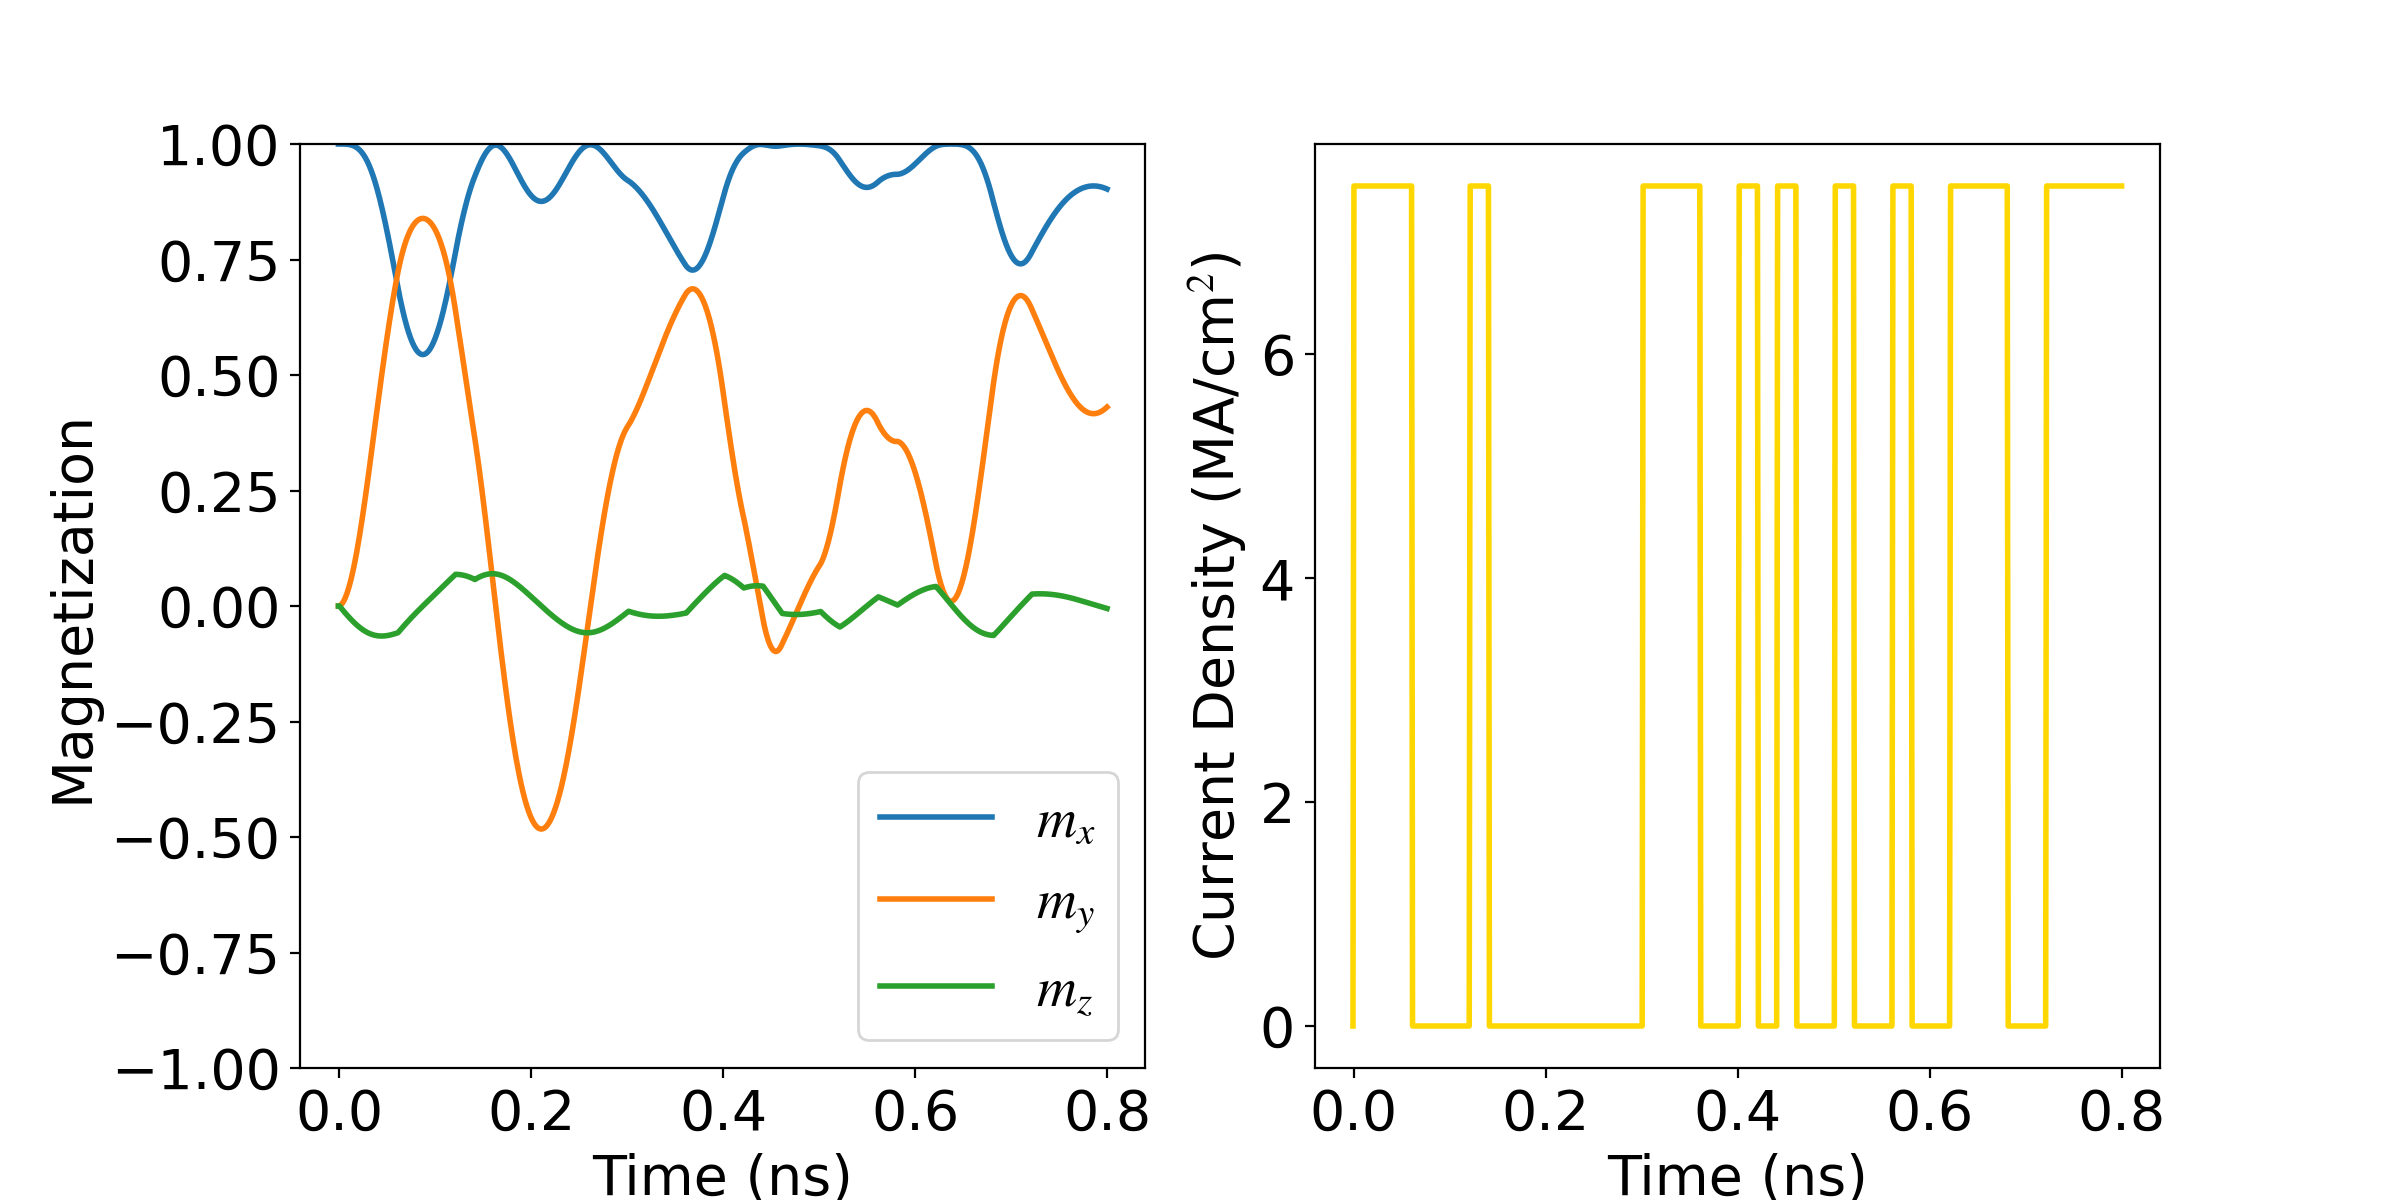 Magnetization
1.00
0.75
0.50
0.25
0.00
−0.25
−0.50
−0.75
−1.00
0.0 0.2 0.4 0.6 0.8
Time (ns)
m_x
m_y
m_z
Current Density (MA/cm²)
6
4
2
0
0.0 0.2 0.4 0.6 0.8
Time (ns)